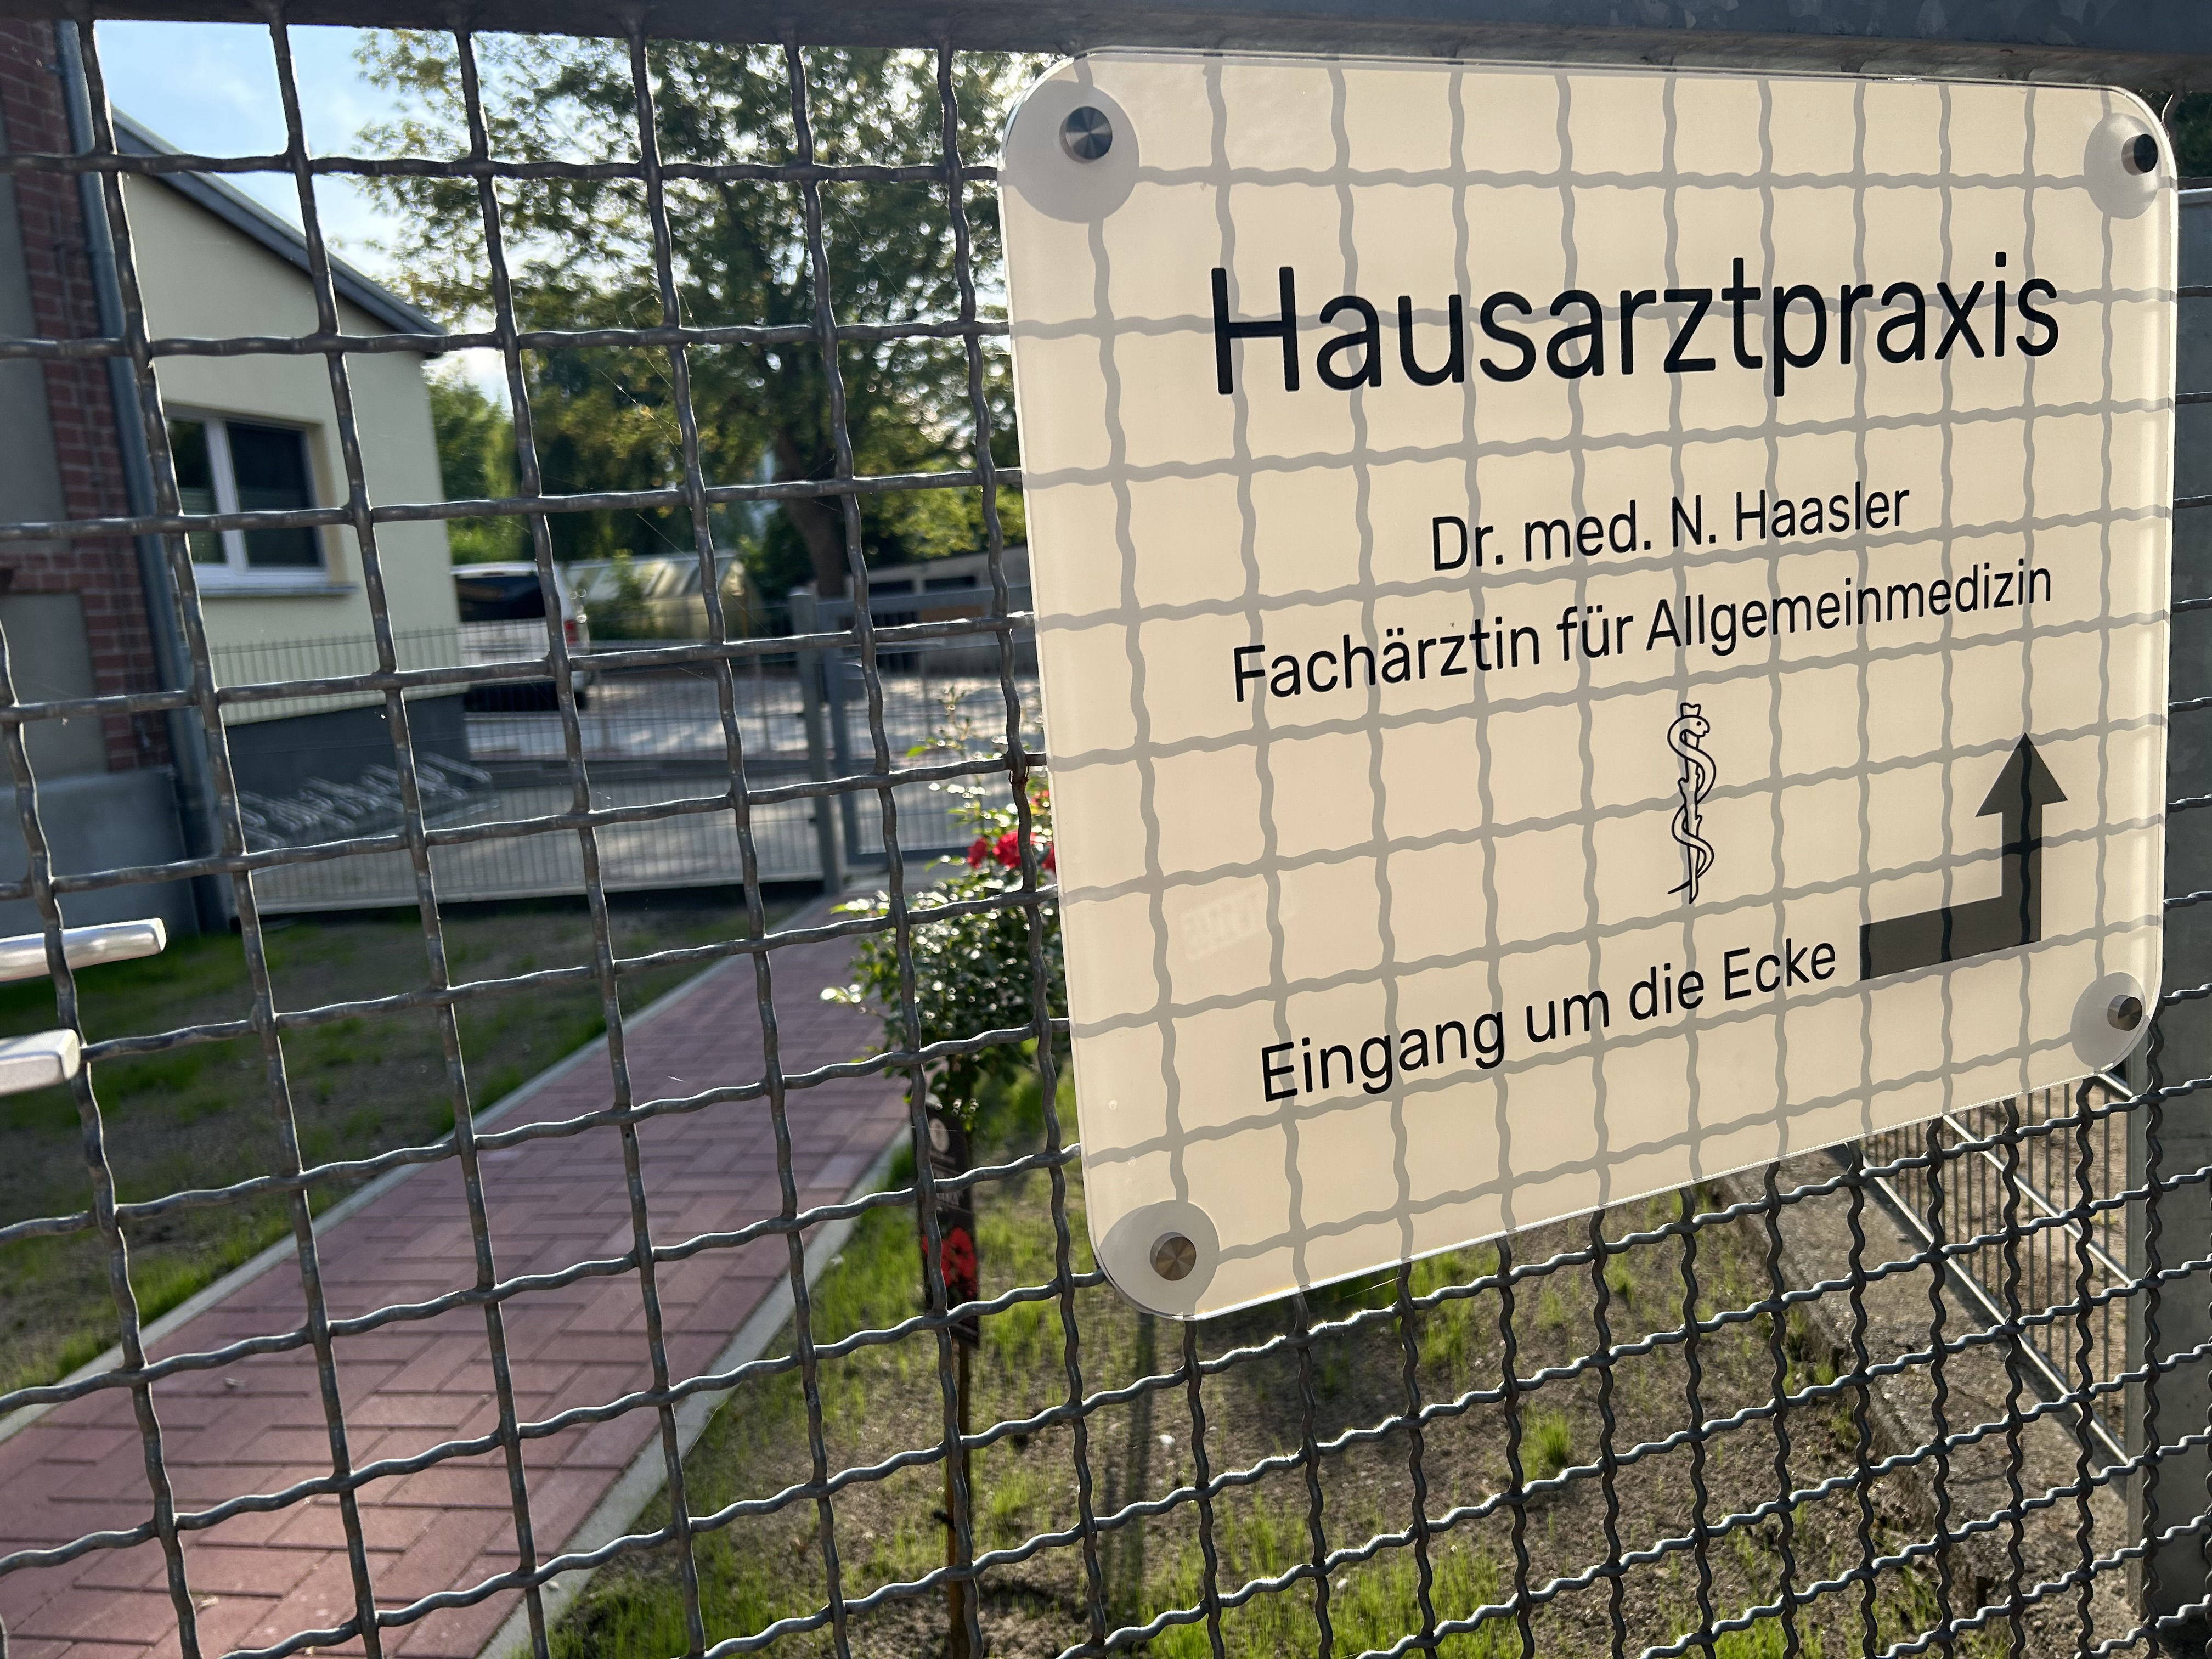 Hausarztpraxis
Dr. med. N. Haasler
Fachärztin für Allgemeinmedizin
Eingang um die Ecke